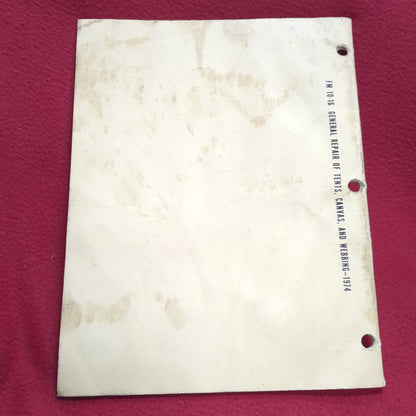 FM 10-16 GENERAL REPAIR OF TENTS, CANVAS, AND WEBBING—1974